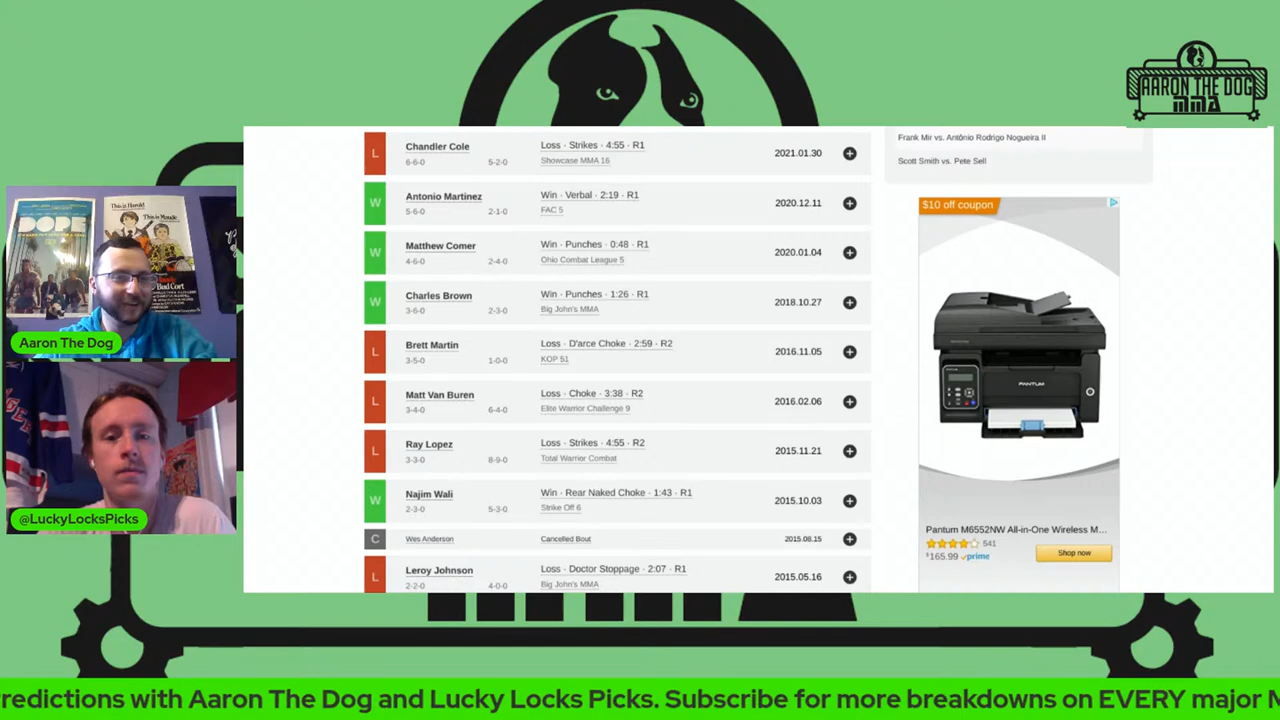 AARON THE DOG
MMA
DOPE
This is Harold
This is Maude
Bud Cort
Aaron The Dog
@LuckyLocksPicks
L
Chandler Cole
Loss · Strikes · 4:55 · R1
2021.01.30
6-6-0
5-2-0
Showcase MMA 16
W
Antonio Martinez
Win · Verbal · 2:19 · R1
2020.12.11
5-6-0
2-1-0
FAC 5
W
Matthew Comer
Win · Punches · 0:48 · R1
2020.01.04
4-6-0
2-4-0
Ohio Combat League 5
W
Charles Brown
Win · Punches · 1:26 · R1
2018.10.27
3-6-0
2-3-0
Big John's MMA
L
Brett Martin
Loss · D'arce Choke · 2:59 · R2
2016.11.05
3-5-0
1-0-0
KOP 51
L
Matt Van Buren
Loss · Choke · 3:38 · R2
2016.02.06
3-4-0
6-4-0
Elite Warrior Challenge 9
L
Ray Lopez
Loss · Strikes · 4:55 · R2
2015.11.21
3-3-0
8-9-0
Total Warrior Combat
W
Najim Wali
Win · Rear Naked Choke · 1:43 · R1
2015.10.03
2-3-0
5-3-0
Strike Off 6
C
Wes Anderson
Cancelled Bout
2015.08.15
L
Leroy Johnson
Loss · Doctor Stoppage · 2:07 · R1
2015.05.16
2-2-0
4-0-0
Big John's MMA
Frank Mir vs. Antônio Rodrigo Nogueira II
Scott Smith vs. Pete Sell
$10 off coupon
PANTUM
Pantum M6552NW All-in-One Wireless M...
541
$165.99 prime
Shop now
redictions with Aaron The Dog and Lucky Locks Picks. Subscribe for more breakdowns on EVERY major M